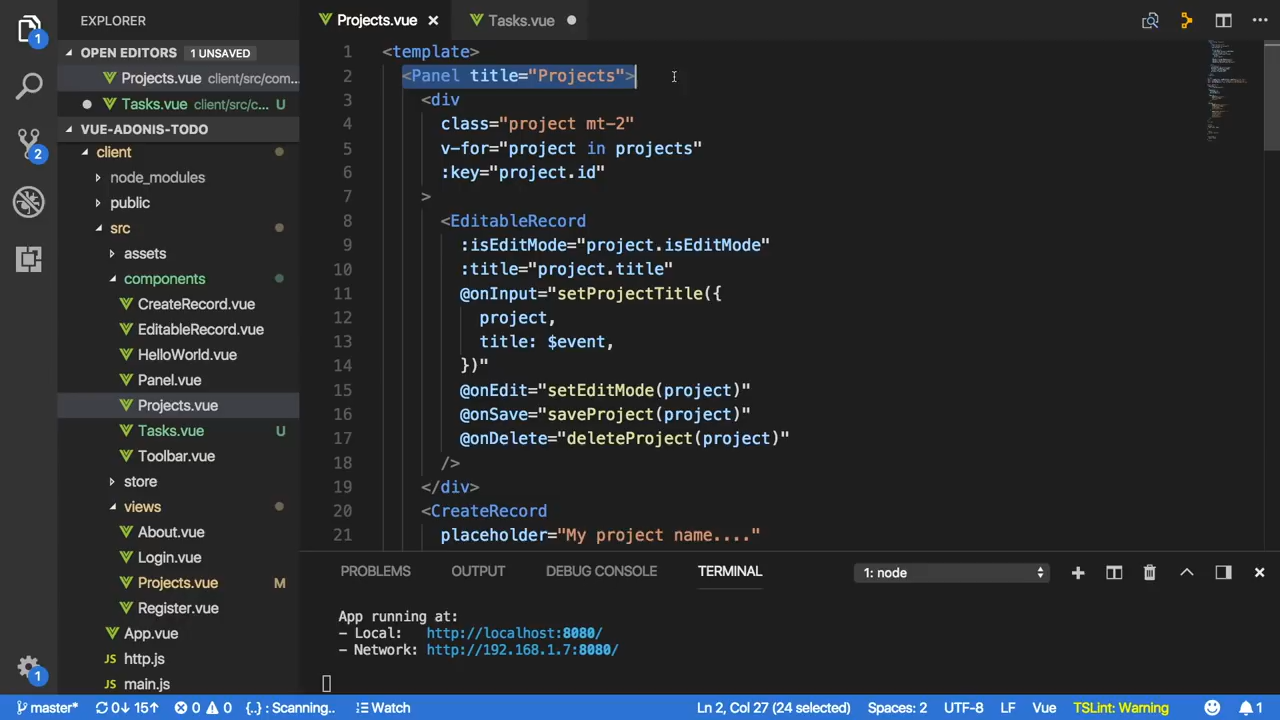 EXPLORER
Projects.vue
Tasks.vue
OPEN EDITORS 1 UNSAVED
Projects.vue client/src/com...
Tasks.vue client/src/c... U
VUE-ADONIS-TODO
client
node_modules
public
src
assets
components
CreateRecord.vue
EditableRecord.vue
HelloWorld.vue
Panel.vue
Projects.vue
Tasks.vue U
Toolbar.vue
store
views
About.vue
Login.vue
Projects.vue M
Register.vue
App.vue
http.js
main.js
1 <template>
2 <Panel title="Projects">
3 <div
4 class="project mt-2"
5 v-for="project in projects"
6 :key="project.id"
7 >
8 <EditableRecord
9 :isEditMode="project.isEditMode"
10 :title="project.title"
11 @onInput="setProjectTitle({
12 project,
13 title: $event,
14 })"
15 @onEdit="setEditMode(project)"
16 @onSave="saveProject(project)"
17 @onDelete="deleteProject(project)"
18 />
19 </div>
20 <CreateRecord
21 placeholder="My project name...."
PROBLEMS OUTPUT DEBUG CONSOLE TERMINAL 1: node
App running at:
- Local: http://localhost:8080/
- Network: http://192.168.1.7:8080/
1
2
1
master* 0↓ 15↑ 0 0 {..} : Scanning.. Watch Ln 2, Col 27 (24 selected) Spaces: 2 UTF-8 LF Vue TSLint: Warning 1